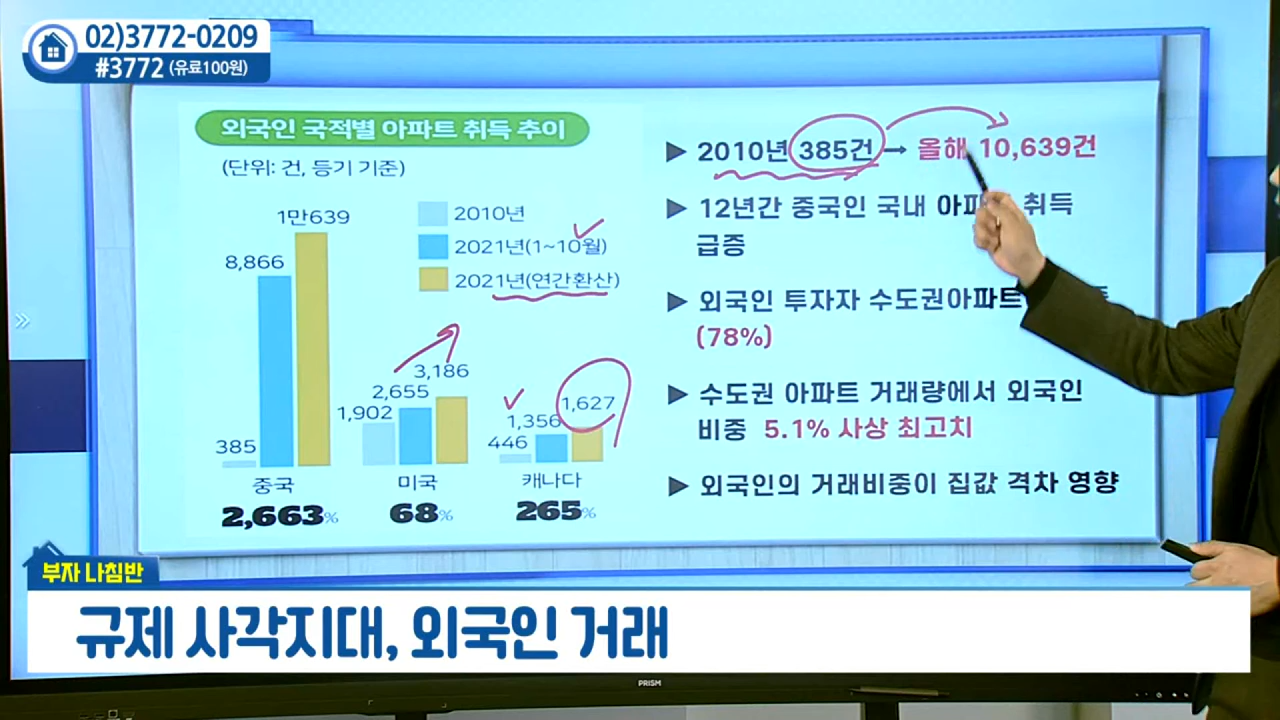 02)3772-0209
#3772 (유료100원)
외국인 국적별 아파트 취득 추이
(단위: 건, 등기 기준)
2010년
2021년(1~10월)
2021년(연간환산)
385
8,866
1만639
1,902
2,655
3,186
446
1,356
1,627
중국
미국
캐나다
2,663%
68%
265%
▶ 2010년 385건 → 올해 10,639건
▶ 12년간 중국인 국내 취득
급증
▶ 외국인 투자자 수도권아파트
(78%)
▶ 수도권 아파트 거래량에서 외국인
비중 5.1% 사상 최고치
▶ 외국인의 거래비중이 집값 격차 영향
부자 나침반
규제 사각지대, 외국인 거래
PRISM